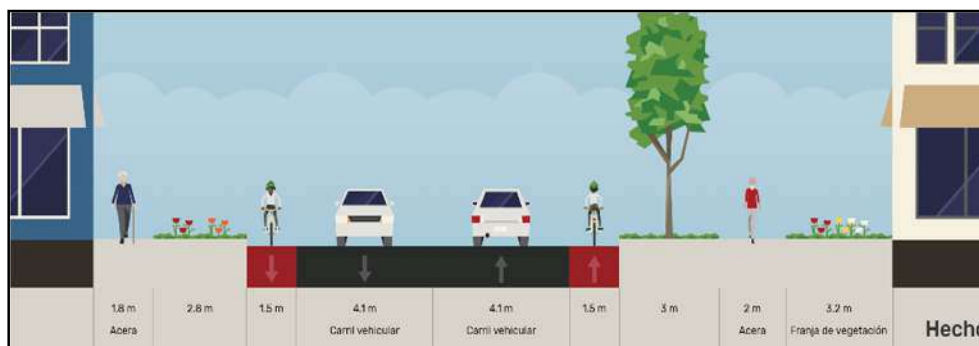 1.8 m 2.8 m 1.5 m 4.1 m 4.1 m 1.5 m 3 m 2 m 3.2 m
Acera Carril vehicular Carril vehicular Acera Franja de vegetación
Hecho